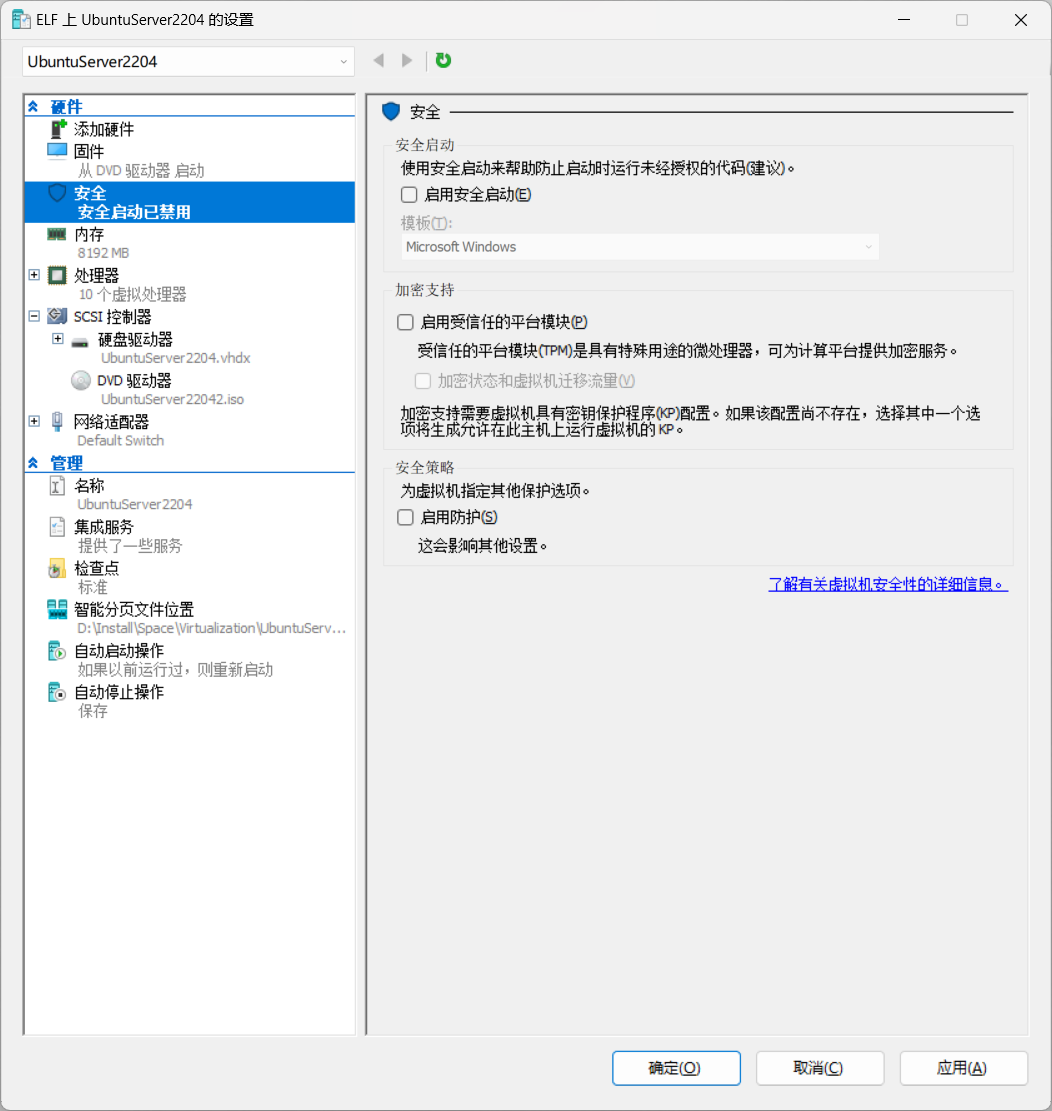 ELF 上 UbuntuServer2204 的设置
UbuntuServer2204
硬件
添加硬件
固件
从 DVD 驱动器 启动
安全
安全启动已禁用
内存
8192 MB
处理器
10 个虚拟处理器
SCSI 控制器
硬盘驱动器
UbuntuServer2204.vhdx
DVD 驱动器
UbuntuServer22042.iso
网络适配器
Default Switch
管理
名称
UbuntuServer2204
集成服务
提供了一些服务
检查点
标准
智能分页文件位置
D:\Install\Space\Virtualization\UbuntuServ...
自动启动操作
如果以前运行过，则重新启动
自动停止操作
保存
安全
安全启动
使用安全启动来帮助防止启动时运行未经授权的代码(建议)。
启用安全启动(E)
模板(T):
Microsoft Windows
加密支持
启用受信任的平台模块(P)
受信任的平台模块(TPM)是具有特殊用途的微处理器，可为计算平台提供加密服务。
加密状态和虚拟机迁移流量(V)
加密支持需要虚拟机具有密钥保护程序(KP)配置。如果该配置尚不存在，选择其中一个选
项将生成允许在此主机上运行虚拟机的 KP。
安全策略
为虚拟机指定其他保护选项。
启用防护(S)
这会影响其他设置。
了解有关虚拟机安全性的详细信息。
确定(O)
取消(C)
应用(A)